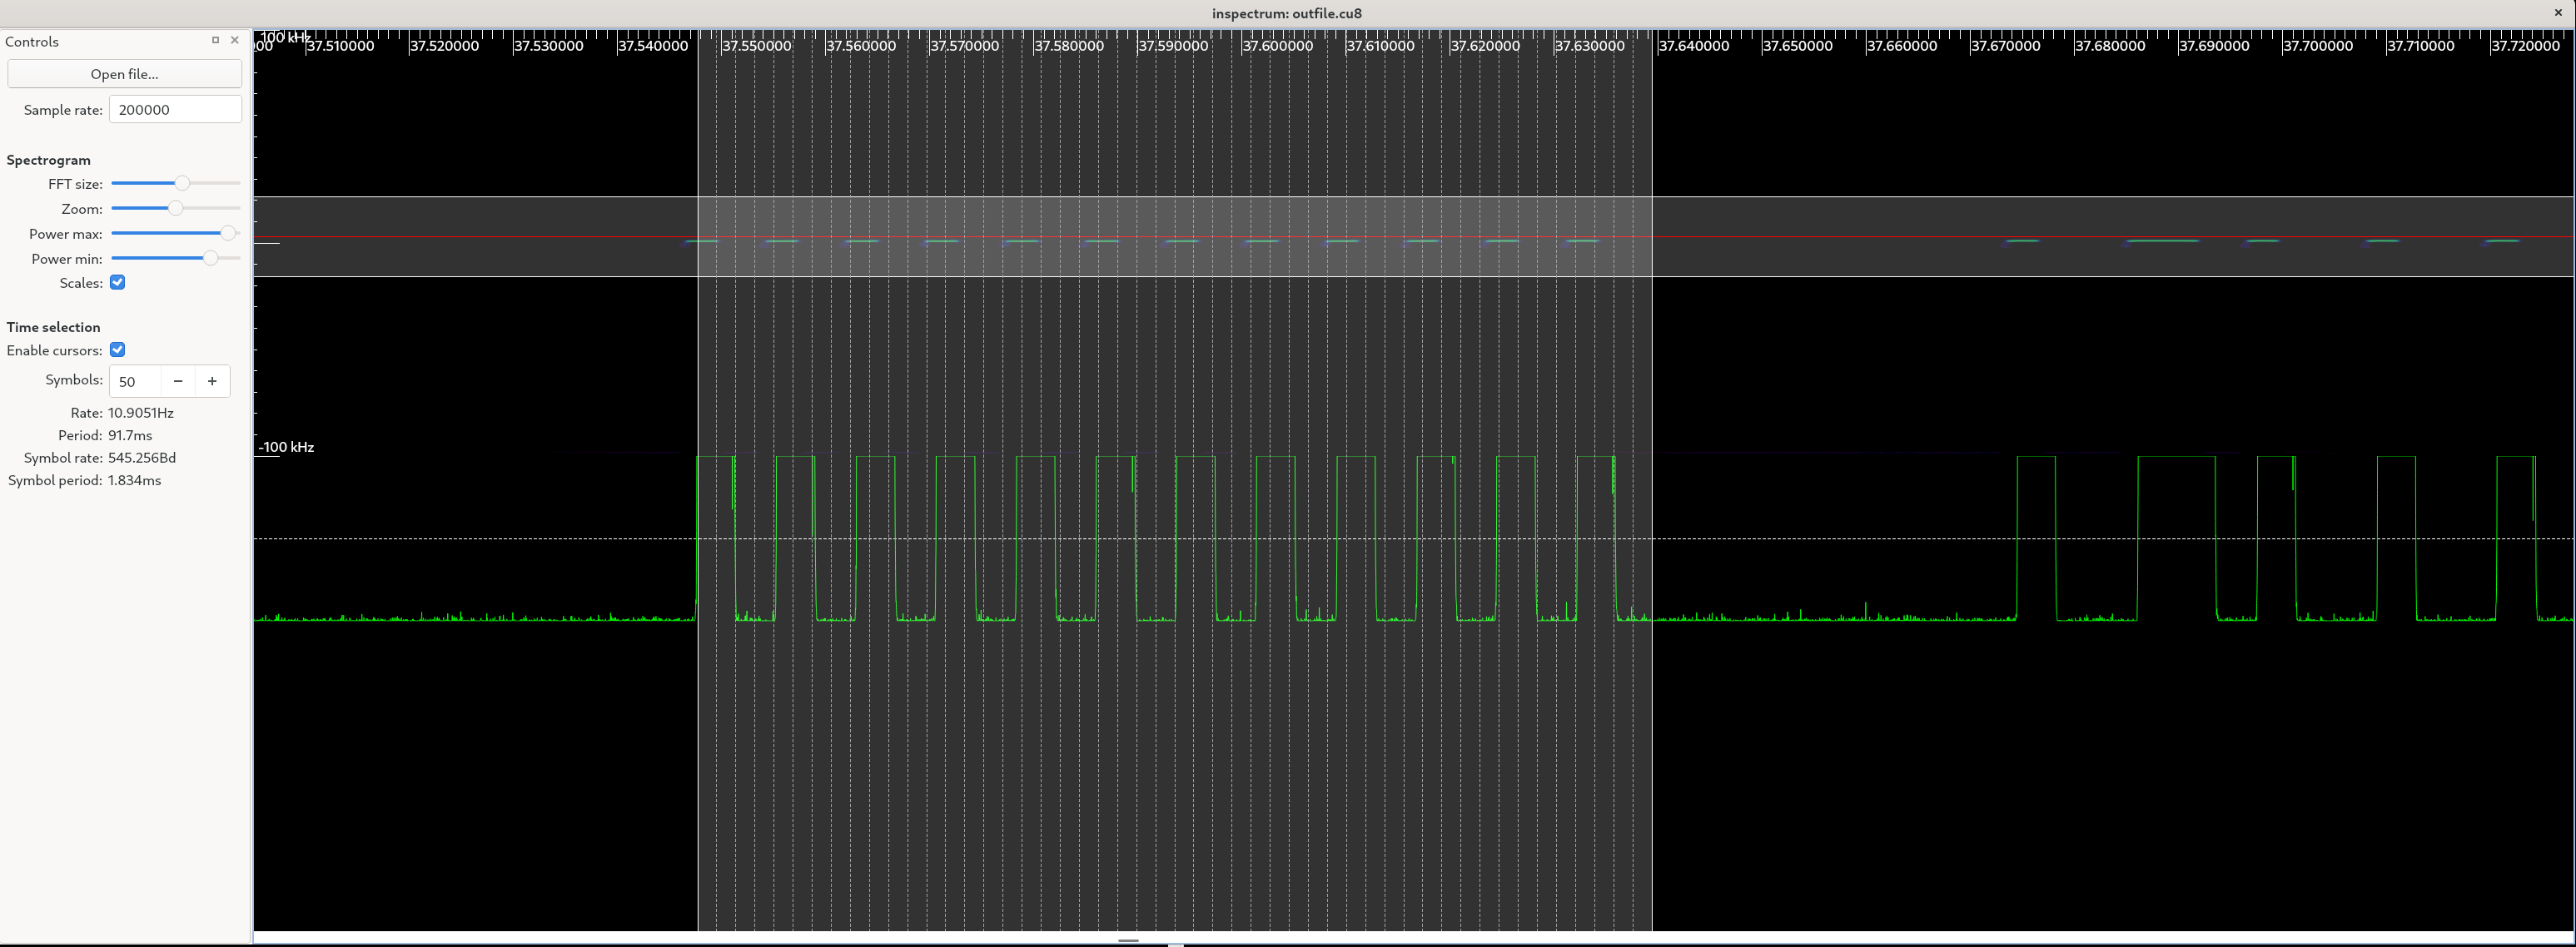 inspectrum: outfile.cu8
Controls
Open file...
Sample rate: 200000
Spectrogram
FFT size:
Zoom:
Power max:
Power min:
Scales:
Time selection
Enable cursors:
Symbols: 50
Rate: 10.9051Hz
Period: 91.7ms
Symbol rate: 545.256Bd
Symbol period: 1.834ms
100 kHz
00 37.510000 37.520000 37.530000 37.540000 37.550000 37.560000 37.570000 37.580000 37.590000 37.600000 37.610000 37.620000 37.630000 37.640000 37.650000 37.660000 37.670000 37.680000 37.690000 37.700000 37.710000 37.720000
-100 kHz